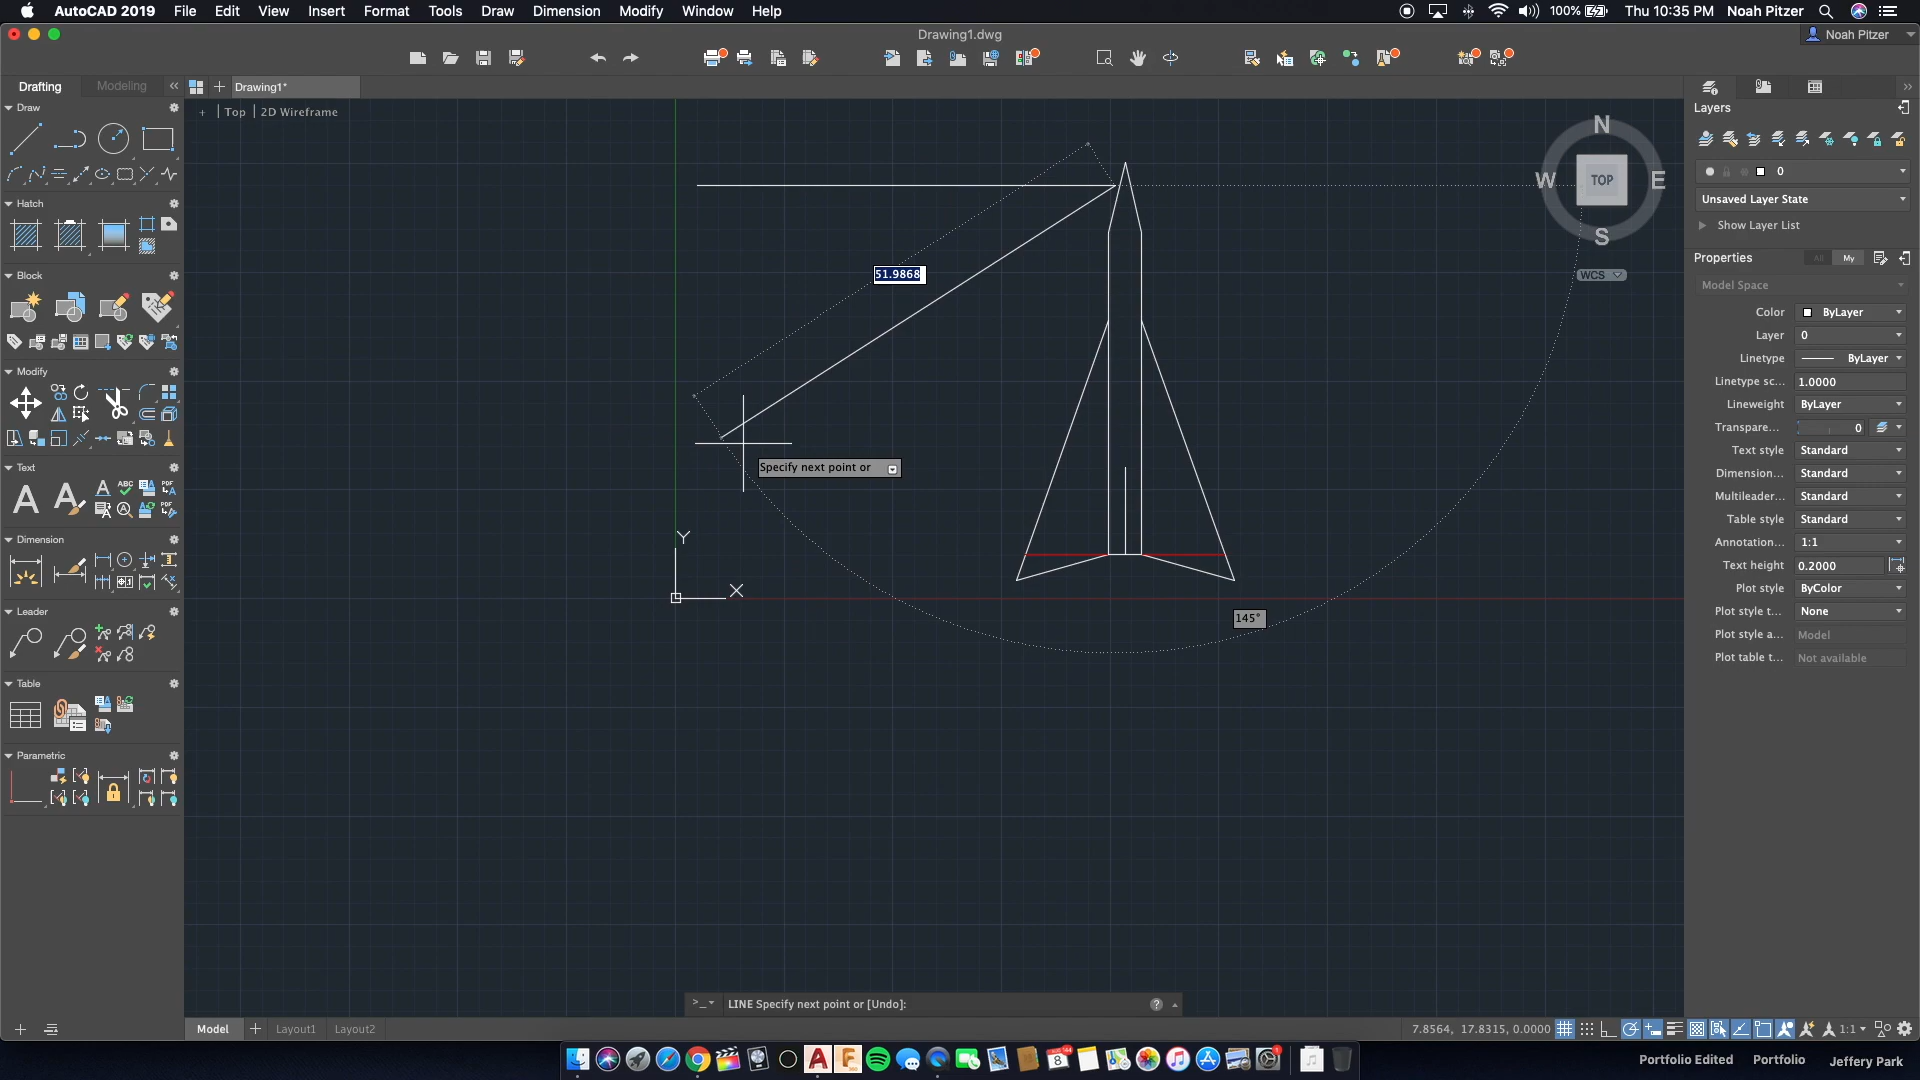 AutoCAD 2019 File Edit View Insert Format Tools Draw Dimension Modify Window Help 100% Thu 10:35 PM Noah Pitzer
Drawing1.dwg
Noah Pitzer
Drafting Modeling Drawing1*
Draw
+ | Top | 2D Wireframe
Hatch
Block
Modify
Text
Dimension
Leader
Table
Parametric
N
W TOP E
S
WCS
51.9868
Specify next point or
145°
Y
X
Layers
0
Unsaved Layer State
Show Layer List
Properties All My
Model Space
Color ByLayer
Layer 0
Linetype ByLayer
Linetype sc... 1.0000
Lineweight ByLayer
Transpare... 0
Text style Standard
Dimension... Standard
Multileader... Standard
Table style Standard
Annotation... 1:1
Text height 0.2000
Plot style ByColor
Plot style t... None
Plot style a... Model
Plot table t... Not available
>_ LINE Specify next point or [Undo]:
Model Layout1 Layout2
7.8564, 17.8315, 0.0000 1:1
Portfolio Edited Portfolio Jeffery Park